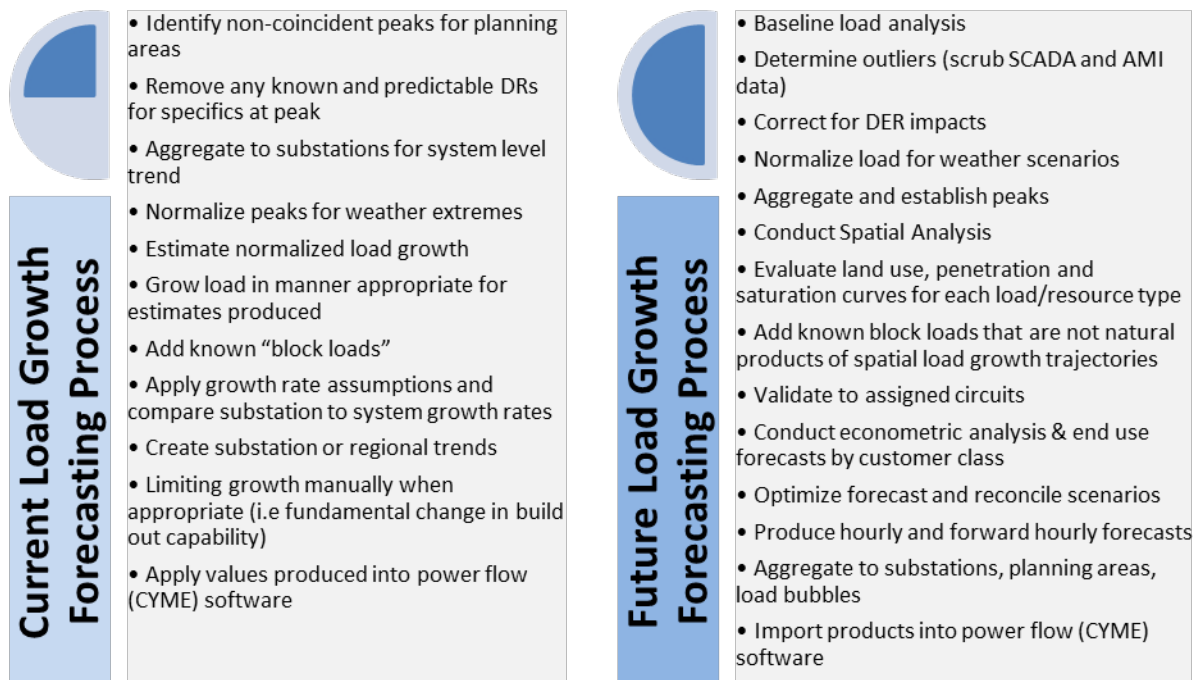 Current Load Growth
Forecasting Process
• Identify non-coincident peaks for planning
areas
• Remove any known and predictable DRs
for specifics at peak
• Aggregate to substations for system level
trend
• Normalize peaks for weather extremes
• Estimate normalized load growth
• Grow load in manner appropriate for
estimates produced
• Add known “block loads”
• Apply growth rate assumptions and
compare substation to system growth rates
• Create substation or regional trends
• Limiting growth manually when
appropriate (i.e fundamental change in build
out capability)
• Apply values produced into power flow
(CYME) software
Future Load Growth
Forecasting Process
• Baseline load analysis
• Determine outliers (scrub SCADA and AMI
data)
• Correct for DER impacts
• Normalize load for weather scenarios
• Aggregate and establish peaks
• Conduct Spatial Analysis
• Evaluate land use, penetration and
saturation curves for each load/resource type
• Add known block loads that are not natural
products of spatial load growth trajectories
• Validate to assigned circuits
• Conduct econometric analysis & end use
forecasts by customer class
• Optimize forecast and reconcile scenarios
• Produce hourly and forward hourly forecasts
• Aggregate to substations, planning areas,
load bubbles
• Import products into power flow (CYME)
software